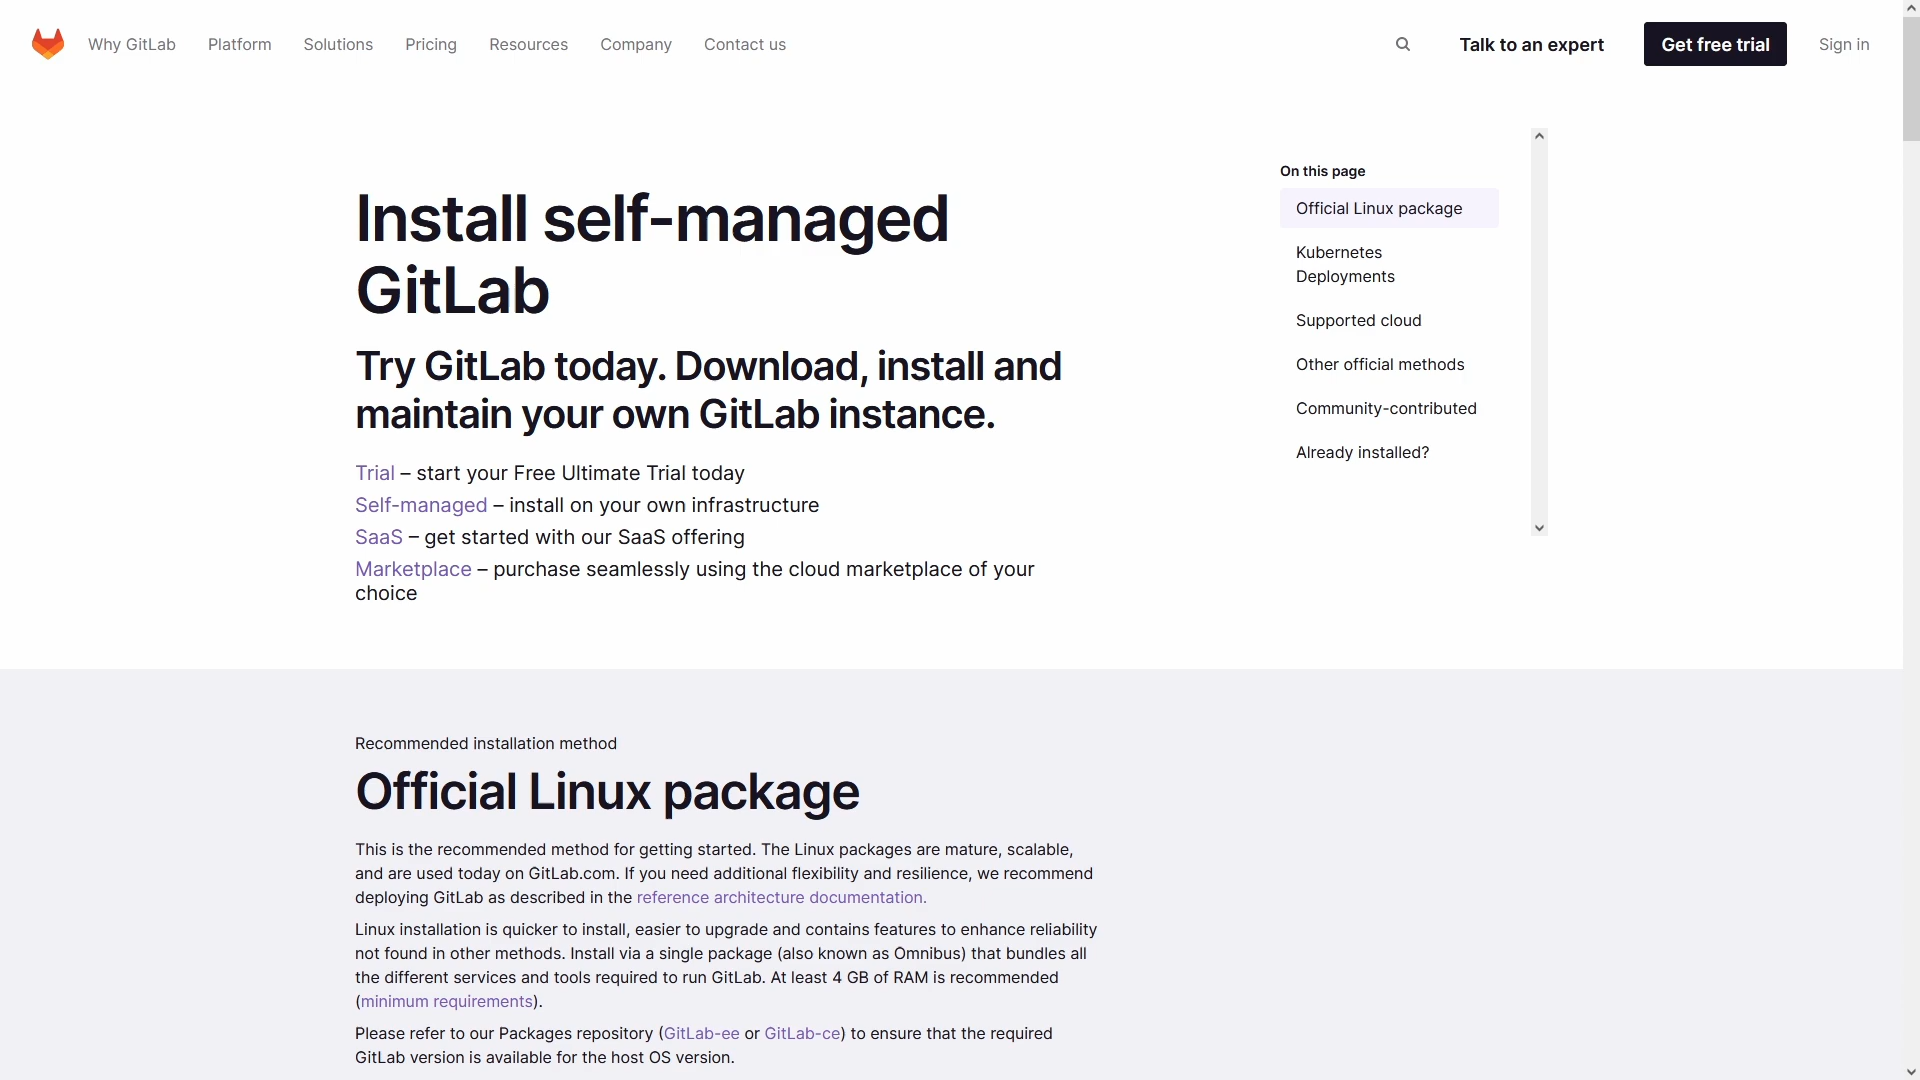 Why GitLab
Platform
Solutions
Pricing
Resources
Company
Contact us
Talk to an expert
Get free trial
Sign in
Install self-managed
GitLab
Try GitLab today. Download, install and
maintain your own GitLab instance.
Trial – start your Free Ultimate Trial today
Self-managed – install on your own infrastructure
SaaS – get started with our SaaS offering
Marketplace – purchase seamlessly using the cloud marketplace of your
choice
On this page
Official Linux package
Kubernetes
Deployments
Supported cloud
Other official methods
Community-contributed
Already installed?
Recommended installation method
Official Linux package
This is the recommended method for getting started. The Linux packages are mature, scalable,
and are used today on GitLab.com. If you need additional flexibility and resilience, we recommend
deploying GitLab as described in the reference architecture documentation.
Linux installation is quicker to install, easier to upgrade and contains features to enhance reliability
not found in other methods. Install via a single package (also known as Omnibus) that bundles all
the different services and tools required to run GitLab. At least 4 GB of RAM is recommended
(minimum requirements).
Please refer to our Packages repository (GitLab-ee or GitLab-ce) to ensure that the required
GitLab version is available for the host OS version.